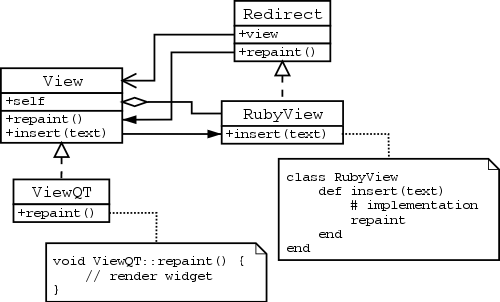 Redirect
+view
+repaint()
View
+self
+repaint()
+insert(text)
RubyView
+insert(text)
ViewQT
+repaint()
class RubyView
def insert(text)
# implementation
repaint
end
end
void ViewQT::repaint() {
// render widget
}